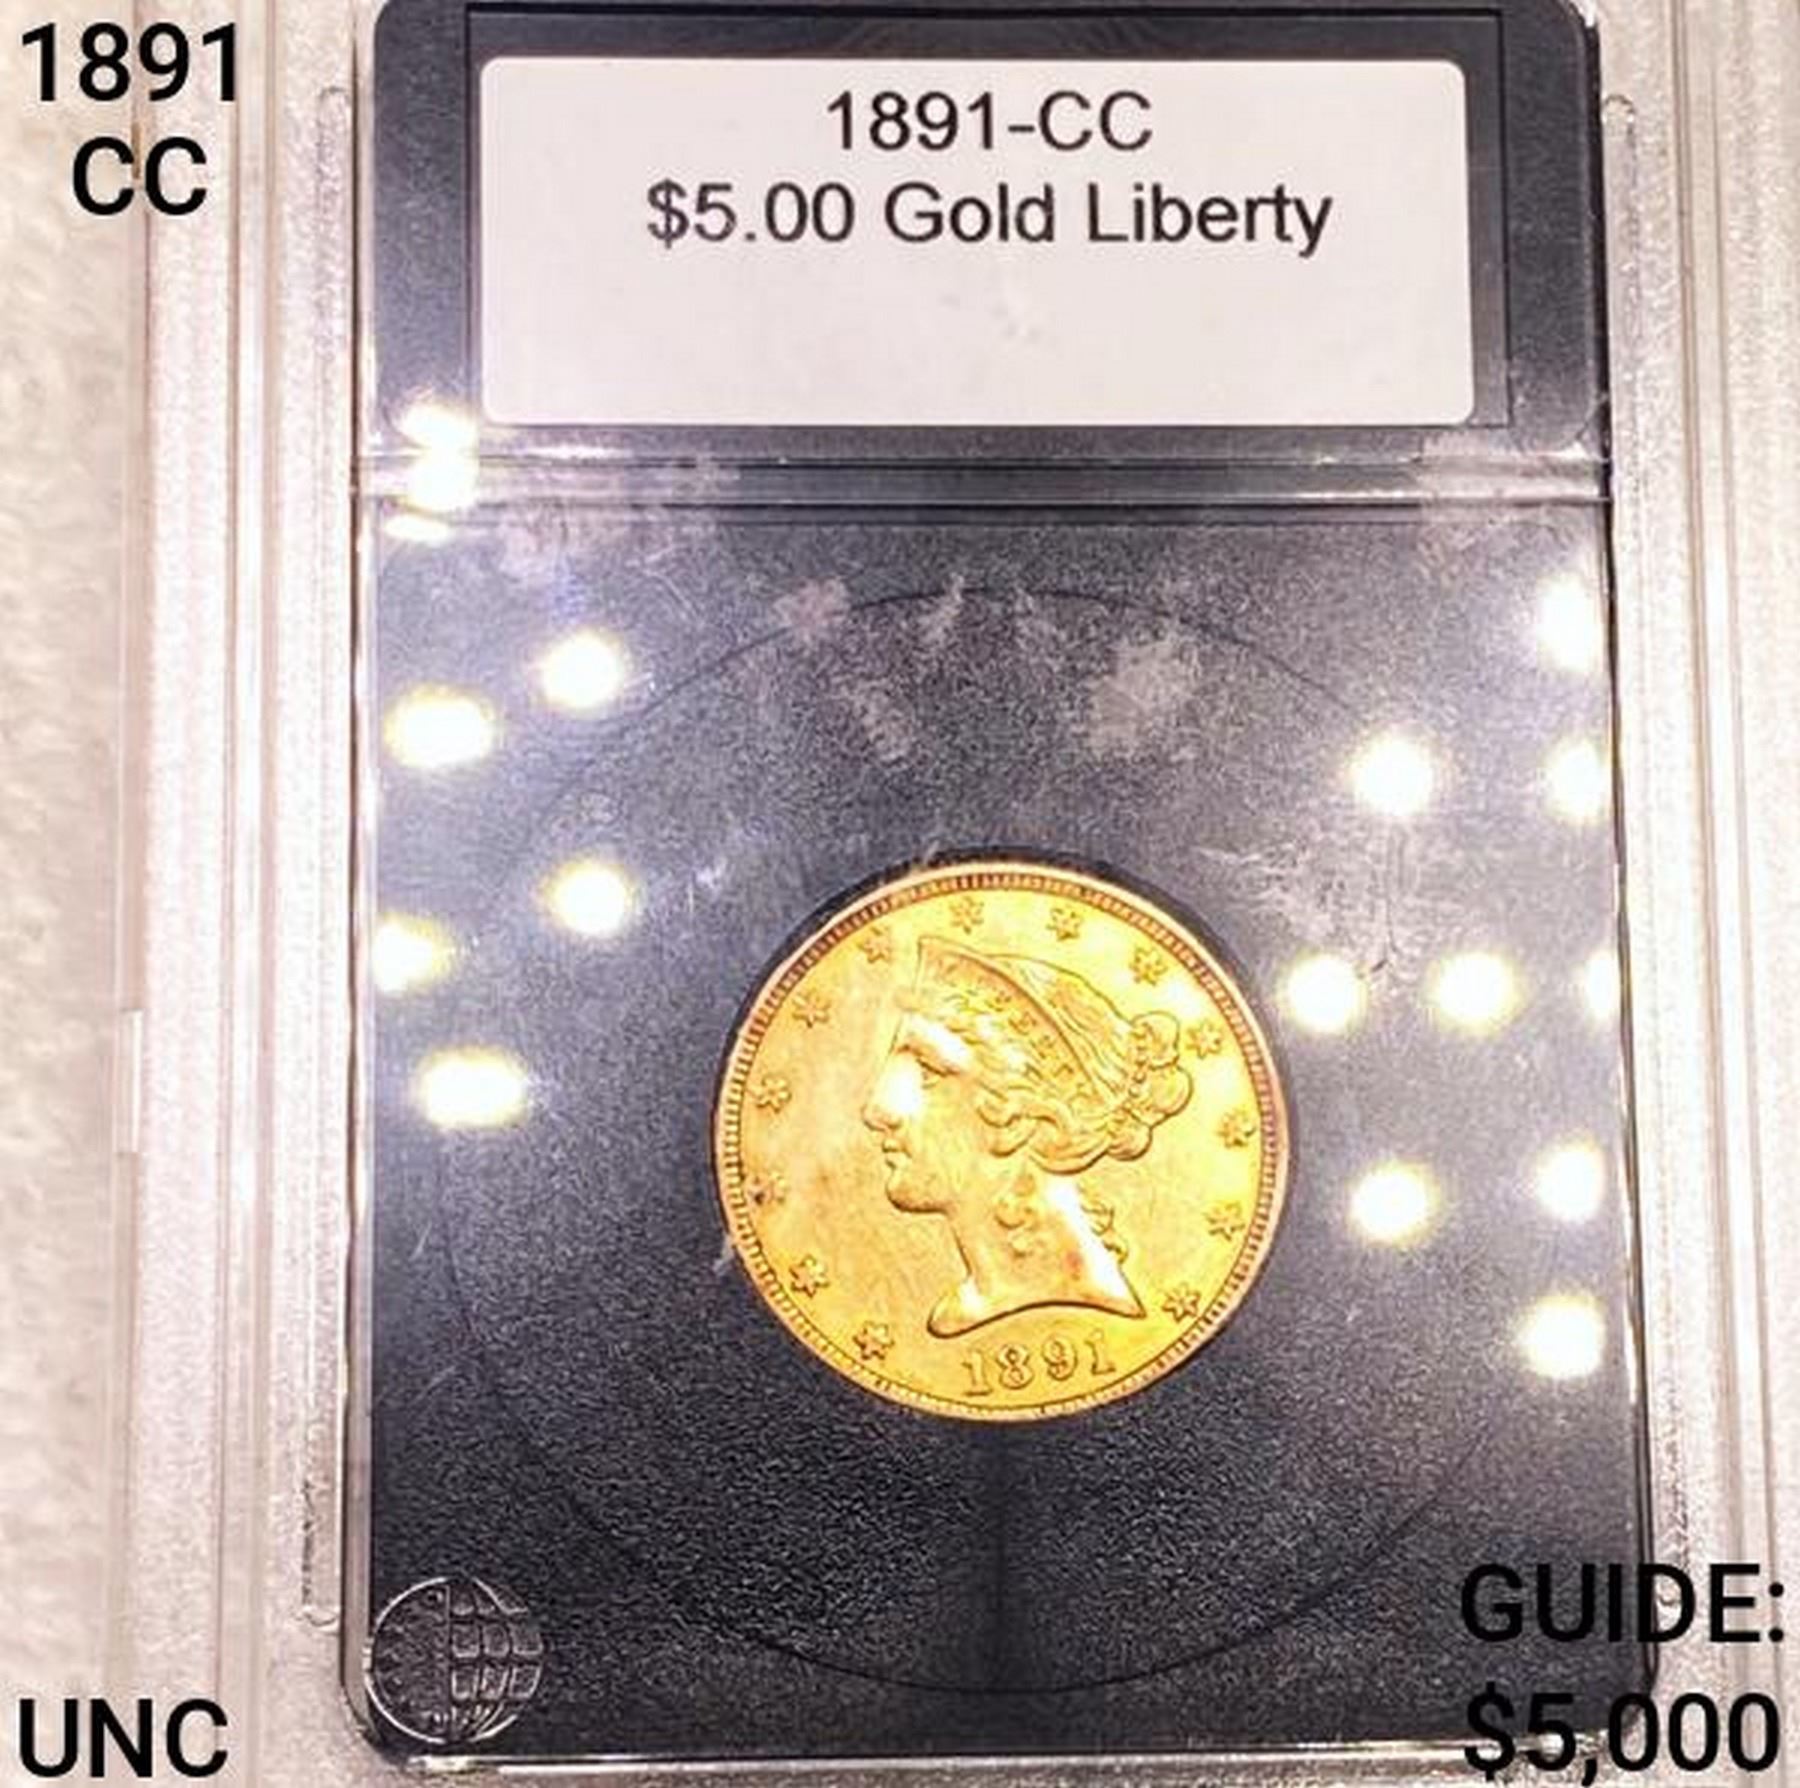 1891
CC
1891-CC
$5.00 Gold Liberty
1891
GUIDE:
$5,000
UNC